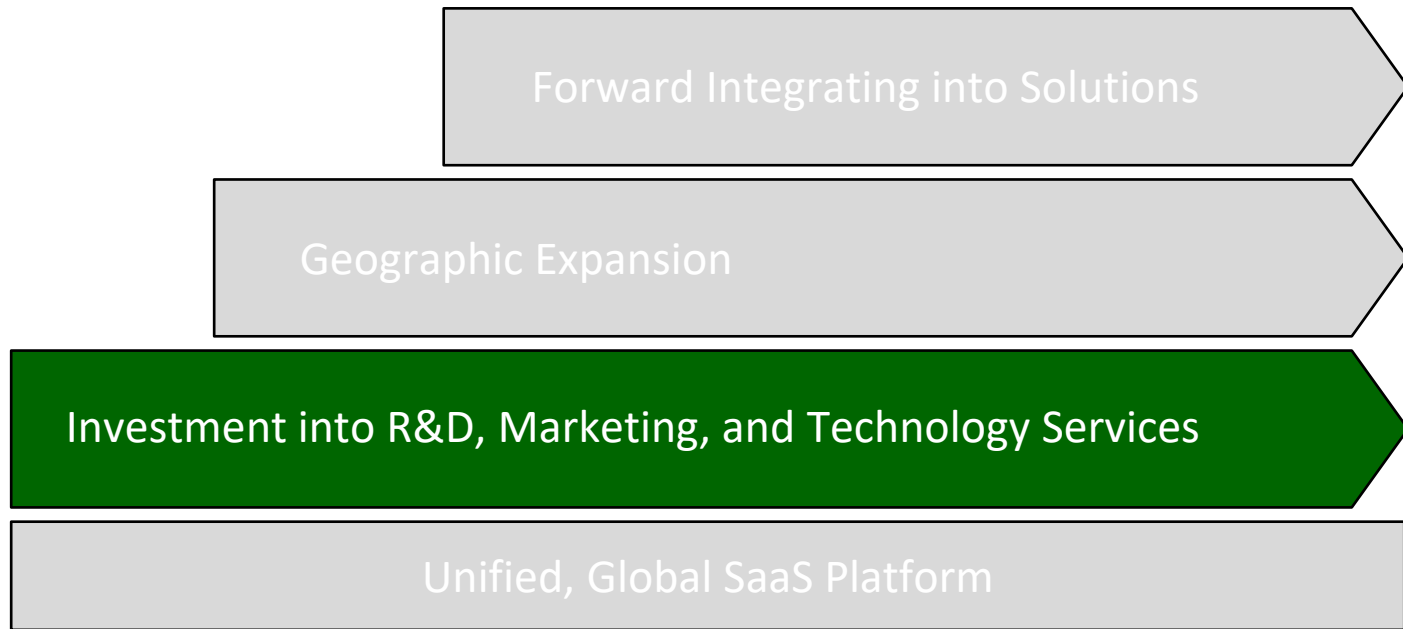 Forward Integrating into Solutions
Geographic Expansion
Investment into R&D, Marketing, and Technology Services
Unified, Global SaaS Platform